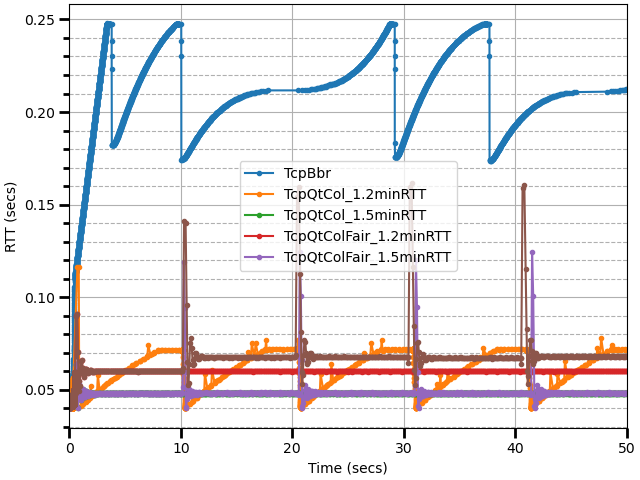 0.25
0.20
0.15
0.10
0.05
RTT (secs)
TcpBbr
TcpQtCol_1.2minRTT
TcpQtCol_1.5minRTT
TcpQtColFair_1.2minRTT
TcpQtColFair_1.5minRTT
0 10 20 30 40 50
Time (secs)